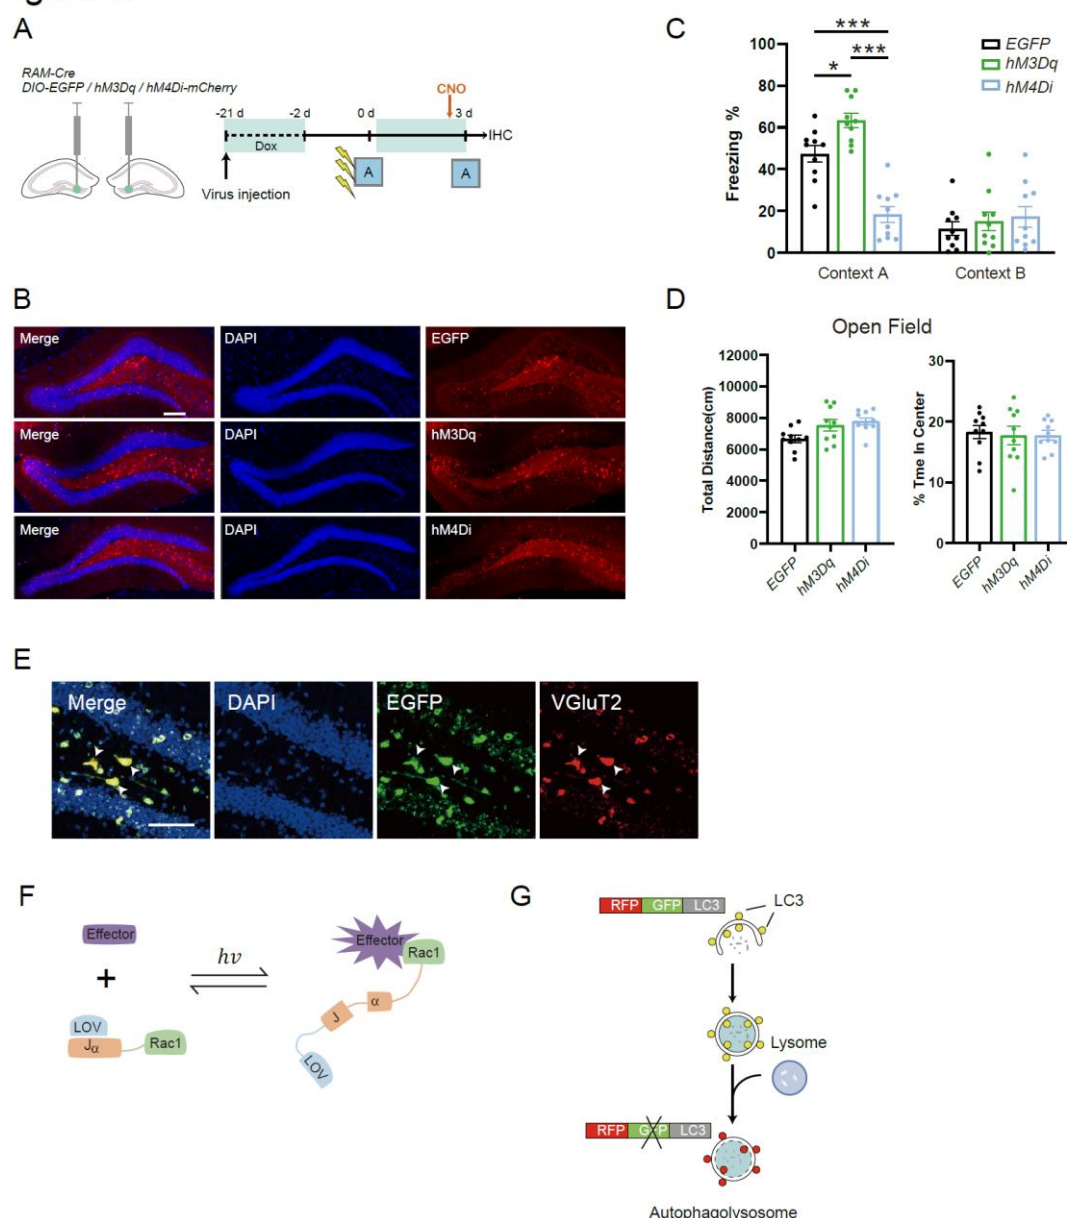 A
RAM-Cre
DIO-EGFP / hM3Dq / hM4Di-mCherry
CNO
-21 d
-2 d
0 d
3 d
Dox
IHC
A
A
Virus injection
B
Merge
DAPI
EGFP
Merge
DAPI
hM3Dq
Merge
DAPI
hM4Di
C
***
***
*
EGFP
hM3Dq
hM4Di
Freezing %
100
80
60
40
20
0
Context A
Context B
D
Open Field
Total Distance(cm)
12000
10000
8000
6000
4000
2000
0
EGFP
hM3Dq
hM4Di
% Tme In Center
30
20
10
0
EGFP
hM3Dq
hM4Di
E
Merge
DAPI
EGFP
VGluT2
F
Effector
+
LOV
Jα
Rac1
hν
Effector
Rac1
α
J
LOV
G
RFP GFP LC3
LC3
Lysome
RFP GFP LC3
Autophagolysosome